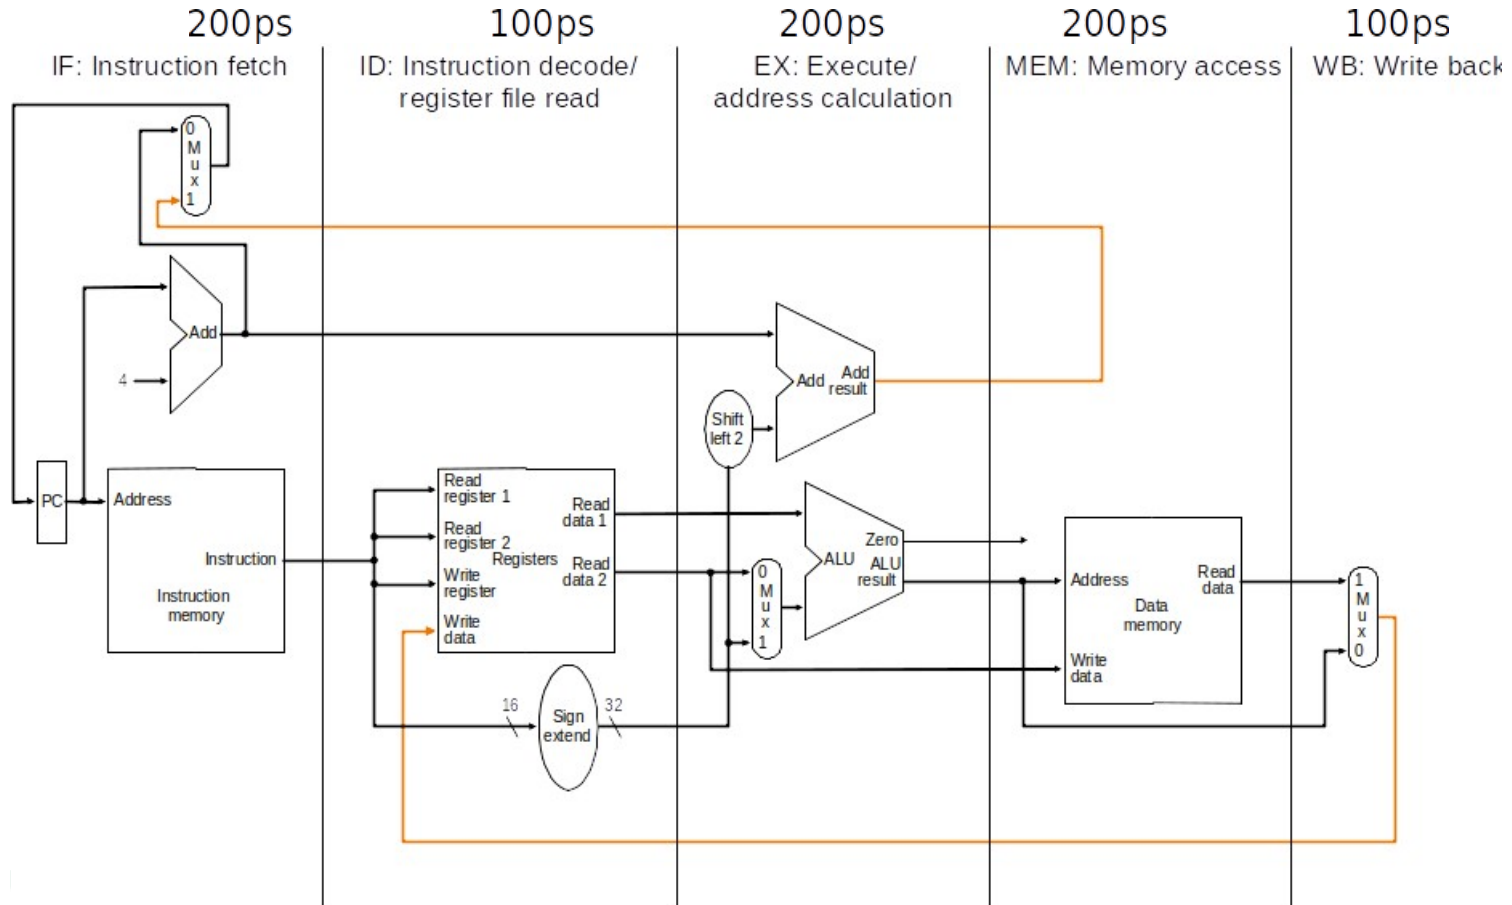 200ps
100ps
200ps
200ps
100ps
IF: Instruction fetch
ID: Instruction decode/
register file read
EX: Execute/
address calculation
MEM: Memory access
WB: Write back
0
M
u
x
1
Add
4
Add
Add
result
Shift
left 2
PC
Address
Instruction
Instruction
memory
Read
register 1
Read
register 2
Write
register
Write
data
Registers
Read
data 1
Read
data 2
16
Sign
extend
32
0
M
u
x
1
ALU
Zero
ALU
result
Address
Write
data
Data
memory
Read
data
1
M
u
x
0